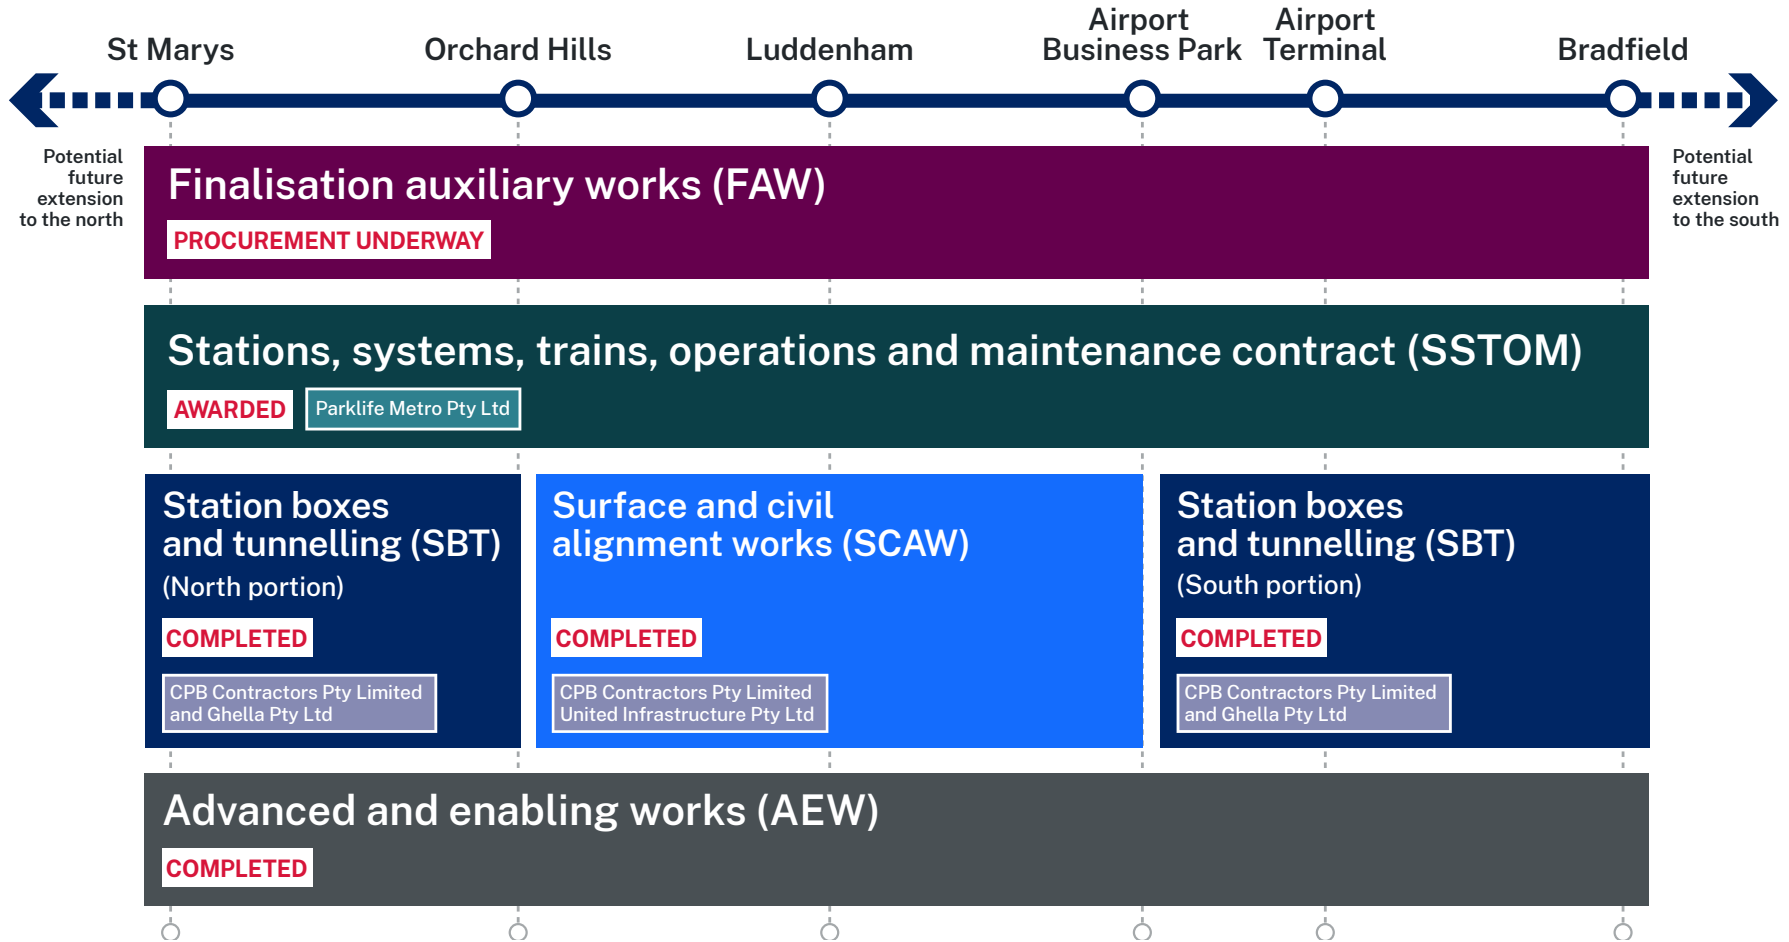 St Marys
Orchard Hills
Luddenham
Airport
Business Park
Airport
Terminal
Bradfield
Potential
future
extension
to the north
Potential
future
extension
to the south
Finalisation auxiliary works (FAW)
PROCUREMENT UNDERWAY
Stations, systems, trains, operations and maintenance contract (SSTOM)
AWARDED
Parklife Metro Pty Ltd
Station boxes
and tunnelling (SBT)
(North portion)
COMPLETED
CPB Contractors Pty Limited
and Ghella Pty Ltd
Surface and civil
alignment works (SCAW)
COMPLETED
CPB Contractors Pty Limited
United Infrastructure Pty Ltd
Station boxes
and tunnelling (SBT)
(South portion)
COMPLETED
CPB Contractors Pty Limited
and Ghella Pty Ltd
Advanced and enabling works (AEW)
COMPLETED